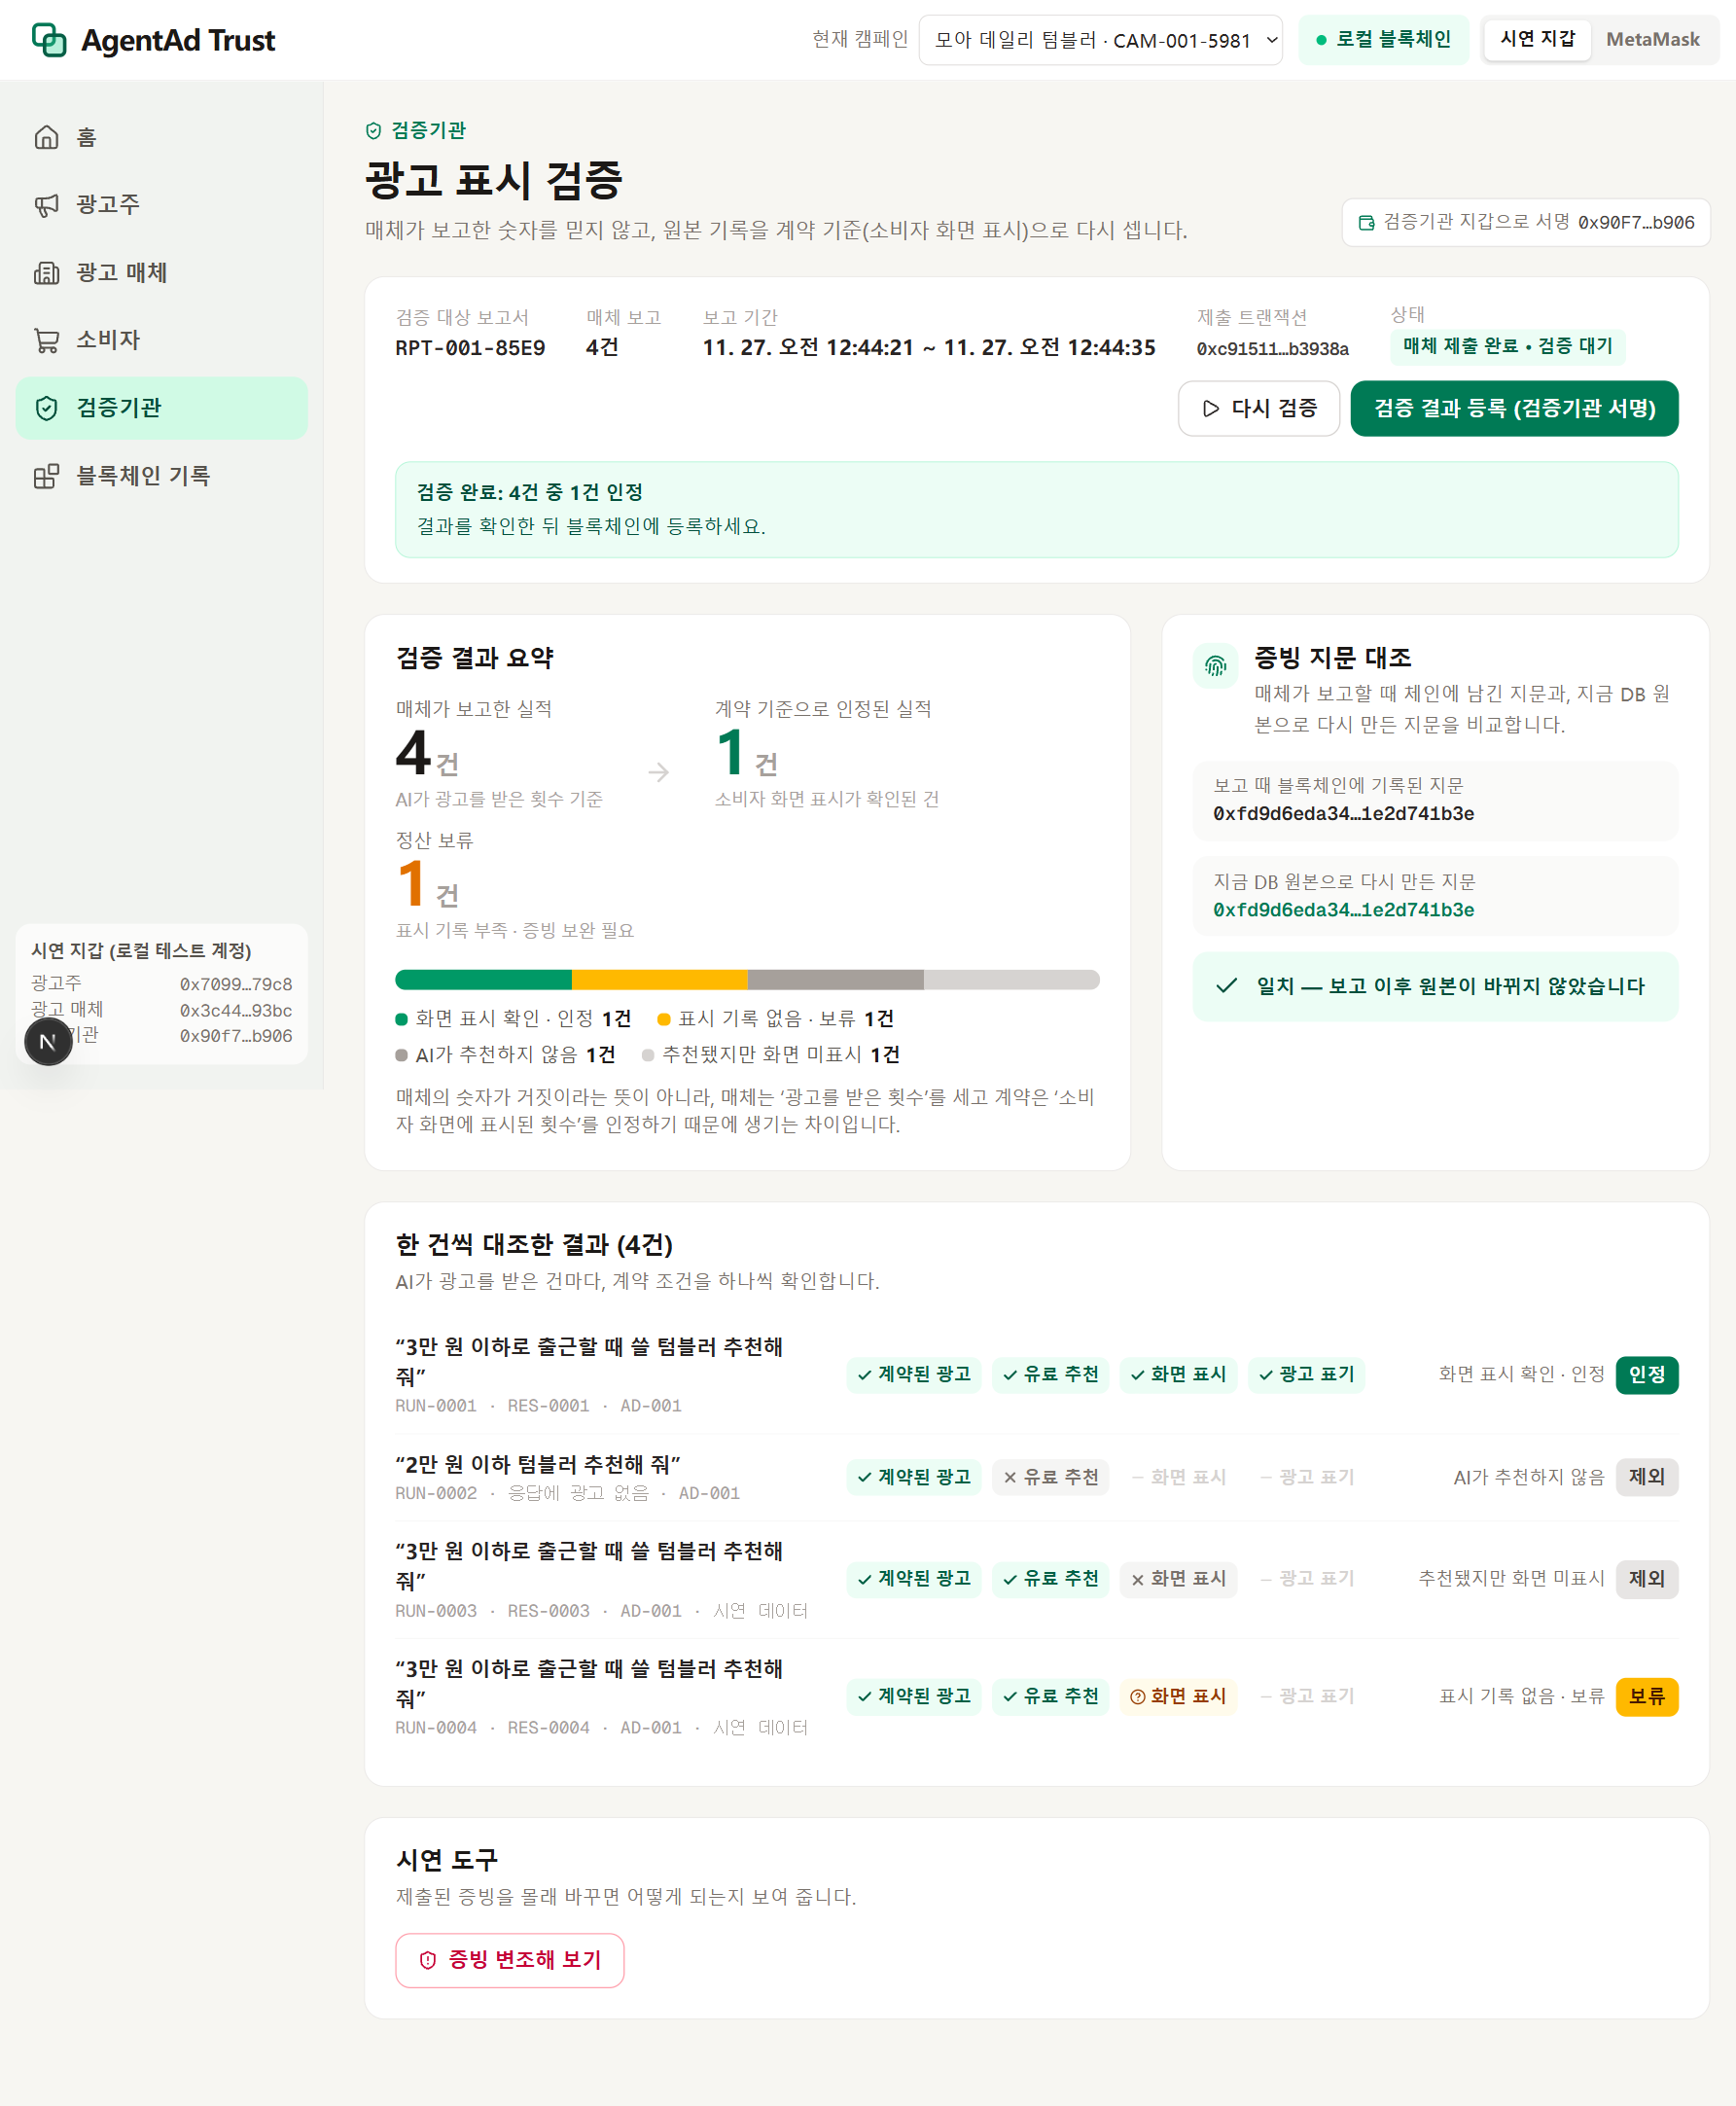 AgentAd Trust
현재 캠페인
모아 데일리 텀블러 · CAM-001-5981
로컬 블록체인
시연 지갑
MetaMask
홈
광고주
광고 매체
소비자
검증기관
블록체인 기록
시연 지갑 (로컬 테스트 계정)
광고주 0x7099…79c8
광고 매체 0x3c44…93bc
기관 0x90f7…b906
N
검증기관
광고 표시 검증
매체가 보고한 숫자를 믿지 않고, 원본 기록을 계약 기준(소비자 화면 표시)으로 다시 셉니다.
검증기관 지갑으로 서명 0x90F7…b906
검증 대상 보고서
RPT-001-85E9
매체 보고
4건
보고 기간
11. 27. 오전 12:44:21 ~ 11. 27. 오전 12:44:35
제출 트랜잭션
0xc91511…b3938a
상태
매체 제출 완료 • 검증 대기
다시 검증
검증 결과 등록 (검증기관 서명)
검증 완료: 4건 중 1건 인정
결과를 확인한 뒤 블록체인에 등록하세요.
검증 결과 요약
매체가 보고한 실적
4 건
AI가 광고를 받은 횟수 기준
계약 기준으로 인정된 실적
1 건
소비자 화면 표시가 확인된 건
정산 보류
1 건
표시 기록 부족 · 증빙 보완 필요
화면 표시 확인 · 인정 1건
표시 기록 없음 · 보류 1건
AI가 추천하지 않음 1건
추천됐지만 화면 미표시 1건
매체의 숫자가 거짓이라는 뜻이 아니라, 매체는 ‘광고를 받은 횟수’를 세고 계약은 ‘소비
자 화면에 표시된 횟수’를 인정하기 때문에 생기는 차이입니다.
증빙 지문 대조
매체가 보고할 때 체인에 남긴 지문과, 지금 DB 원
본으로 다시 만든 지문을 비교합니다.
보고 때 블록체인에 기록된 지문
0xfd9d6eda34…1e2d741b3e
지금 DB 원본으로 다시 만든 지문
0xfd9d6eda34…1e2d741b3e
일치 — 보고 이후 원본이 바뀌지 않았습니다
한 건씩 대조한 결과 (4건)
AI가 광고를 받은 건마다, 계약 조건을 하나씩 확인합니다.
“3만 원 이하로 출근할 때 쓸 텀블러 추천해
줘”
RUN-0001 · RES-0001 · AD-001
계약된 광고 유료 추천 화면 표시 광고 표기
화면 표시 확인 · 인정 인정
“2만 원 이하 텀블러 추천해 줘”
RUN-0002 · 응답에 광고 없음 · AD-001
계약된 광고 유료 추천 화면 표시 광고 표기
AI가 추천하지 않음 제외
“3만 원 이하로 출근할 때 쓸 텀블러 추천해
줘”
RUN-0003 · RES-0003 · AD-001 · 시연 데이터
계약된 광고 유료 추천 화면 표시 광고 표기
추천됐지만 화면 미표시 제외
“3만 원 이하로 출근할 때 쓸 텀블러 추천해
줘”
RUN-0004 · RES-0004 · AD-001 · 시연 데이터
계약된 광고 유료 추천 화면 표시 광고 표기
표시 기록 없음 · 보류 보류
시연 도구
제출된 증빙을 몰래 바꾸면 어떻게 되는지 보여 줍니다.
증빙 변조해 보기